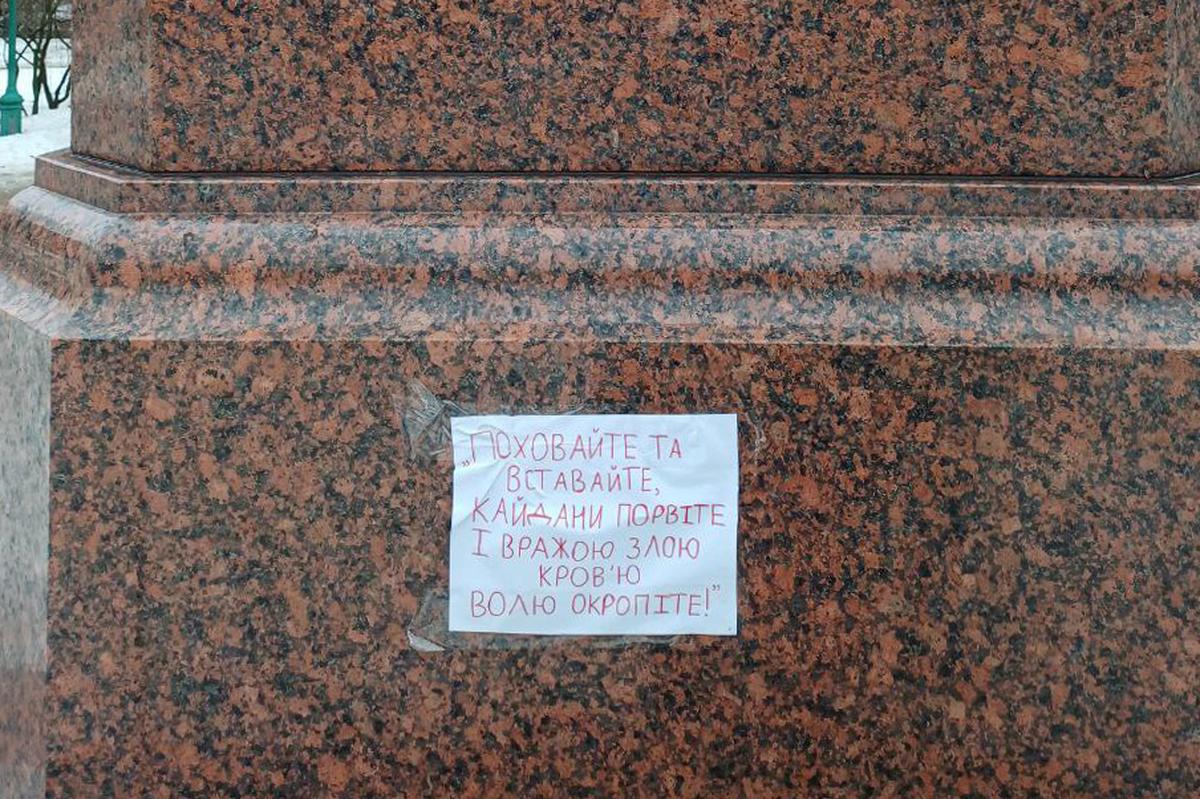 „ПОХОВАЙТЕ ТА
ВСТАВАЙТЕ,
КАЙДАНИ ПОРВІТЕ
І ВРАЖОЮ ЗЛОЮ
КРОВ'Ю
ВОЛЮ ОКРОПІТЕ!”